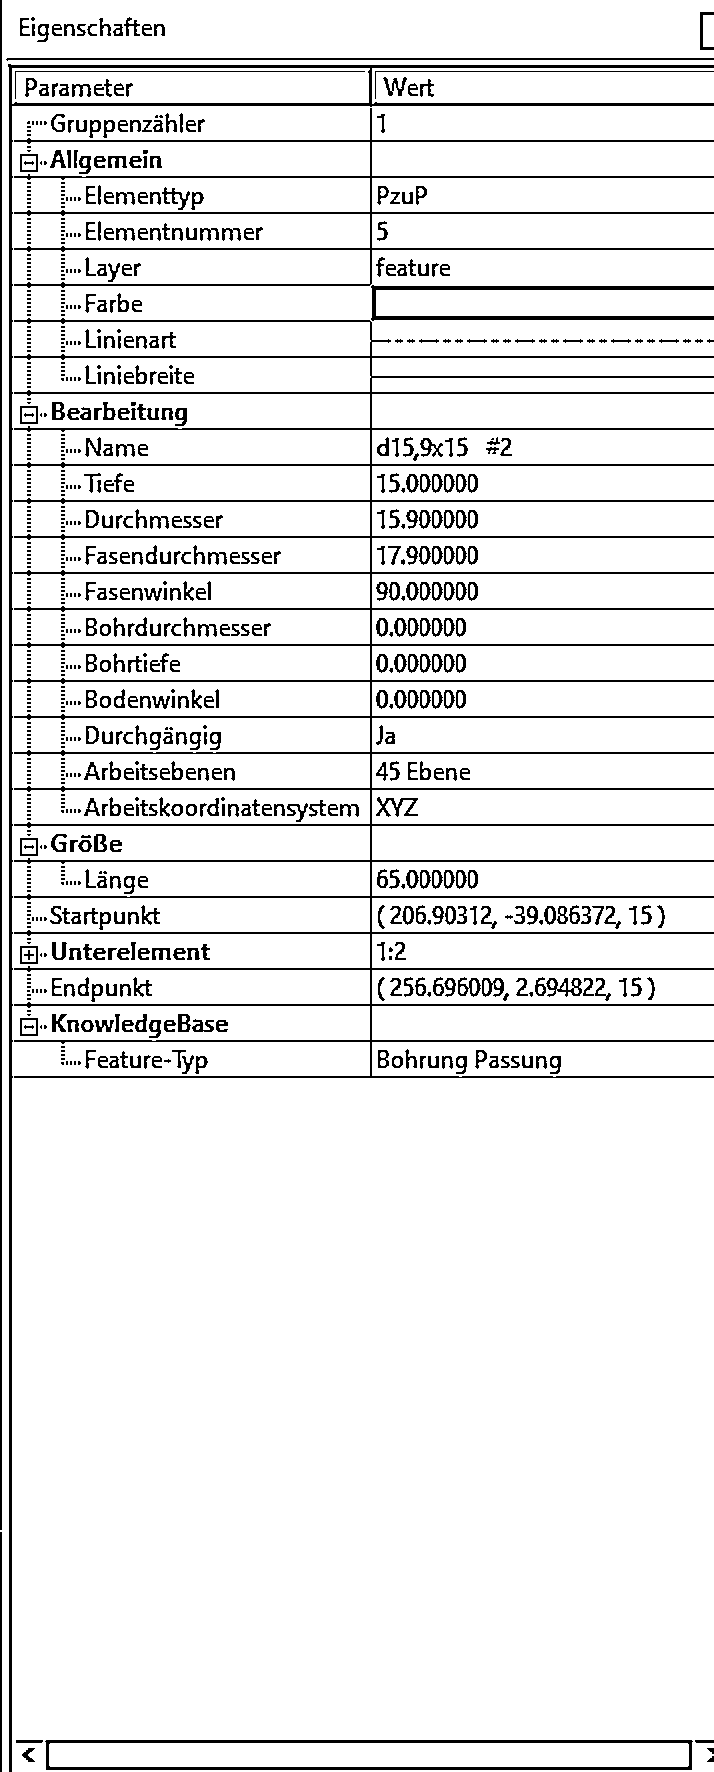 Eigenschaften
Parameter Wert
Gruppenzähler 1
Allgemein
Elementtyp PzuP
Elementnummer 5
Layer feature
Farbe
Linienart
Liniebreite
Bearbeitung
Name d15,9x15 #2
Tiefe 15.000000
Durchmesser 15.900000
Fasendurchmesser 17.900000
Fasenwinkel 90.000000
Bohrdurchmesser 0.000000
Bohrtiefe 0.000000
Bodenwinkel 0.000000
Durchgängig Ja
Arbeitsebenen 45 Ebene
Arbeitskoordinatensystem XYZ
Größe
Länge 65.000000
Startpunkt ( 206.90312, -39.086372, 15 )
Unterelement 1:2
Endpunkt ( 256.696009, 2.694822, 15 )
KnowledgeBase
Feature-Typ Bohrung Passung